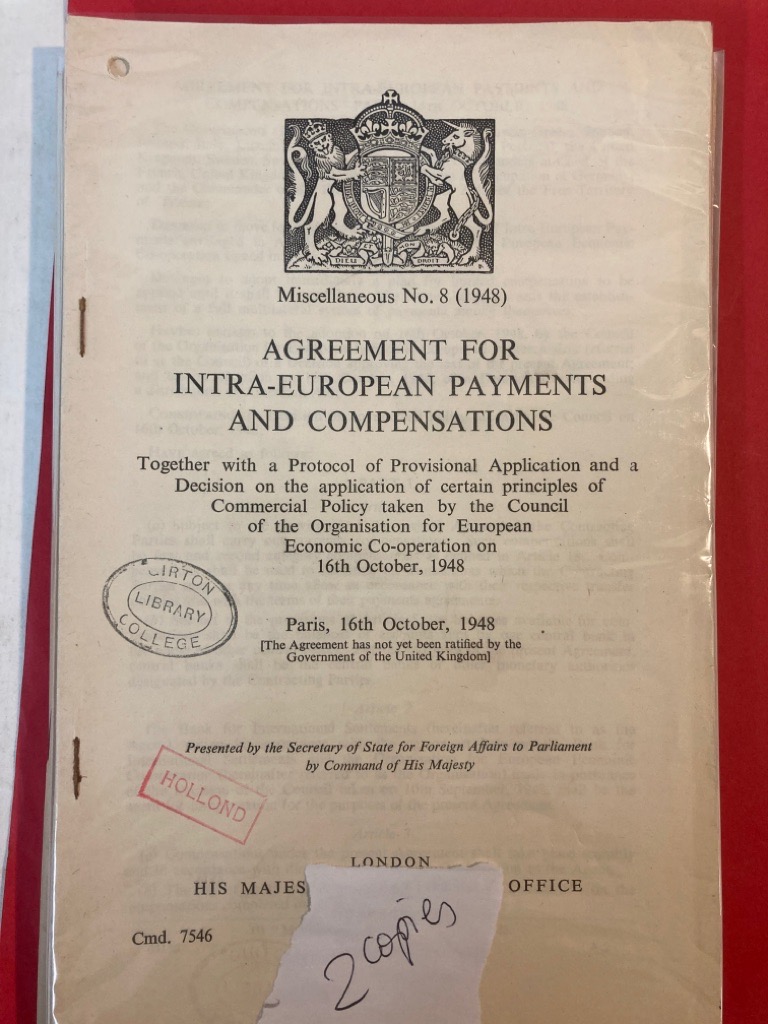 DIEU ET MON DROIT
Miscellaneous No. 8 (1948)
AGREEMENT FOR
INTRA-EUROPEAN PAYMENTS
AND COMPENSATIONS
Together with a Protocol of Provisional Application and a
Decision on the application of certain principles of
Commercial Policy taken by the Council
of the Organisation for European
Economic Co-operation on
16th October, 1948
GIRTON
LIBRARY
COLLEGE
Paris, 16th October, 1948
[The Agreement has not yet been ratified by the
Government of the United Kingdom]
Presented by the Secretary of State for Foreign Affairs to Parliament
by Command of His Majesty
HOLLOND
LONDON
HIS MAJES OFFICE
Cmd. 7546
2 copies